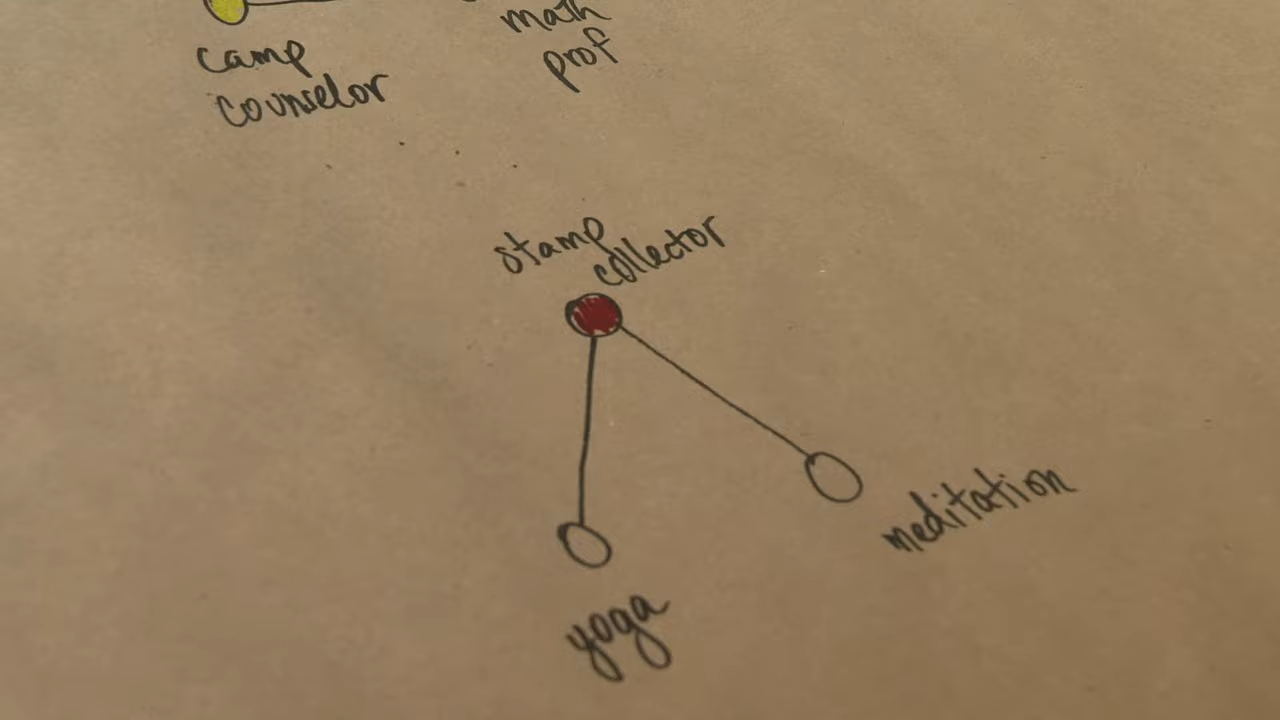 camp
counselor
math
prof
stamp
collector
meditation
yoga